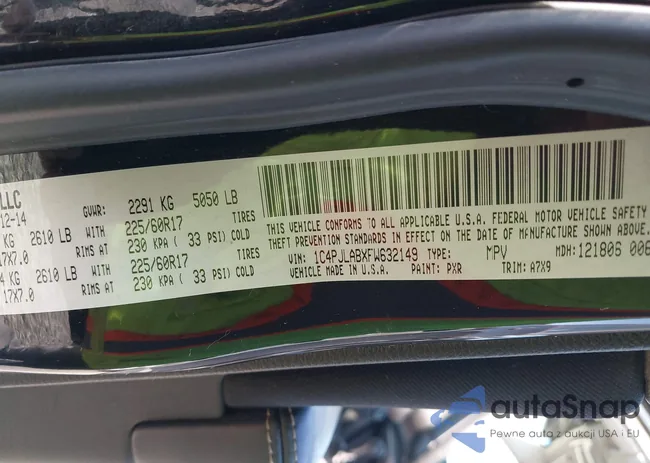 LLC
12-14
GVWR: 2291 KG 5050 LB
KG 2610 LB WITH 225/60R17 TIRES
17X7.0 RIMS AT 230 KPA ( 33 PSI) COLD
KG 2610 LB WITH 225/60R17 TIRES
17X7.0 RIMS AT 230 KPA ( 33 PSI) COLD
THIS VEHICLE CONFORMS TO ALL APPLICABLE U.S.A. FEDERAL MOTOR VEHICLE SAFETY
THEFT PREVENTION STANDARDS IN EFFECT ON THE DATE OF MANUFACTURE SHOWN ABOVE
VIN: 1C4PJLABXFW632149 TYPE: MPV MDH: 121806 006
VEHICLE MADE IN U.S.A. PAINT: PXR TRIM: A7X9
autaSnap
Pewne auta z aukcji USA i EU